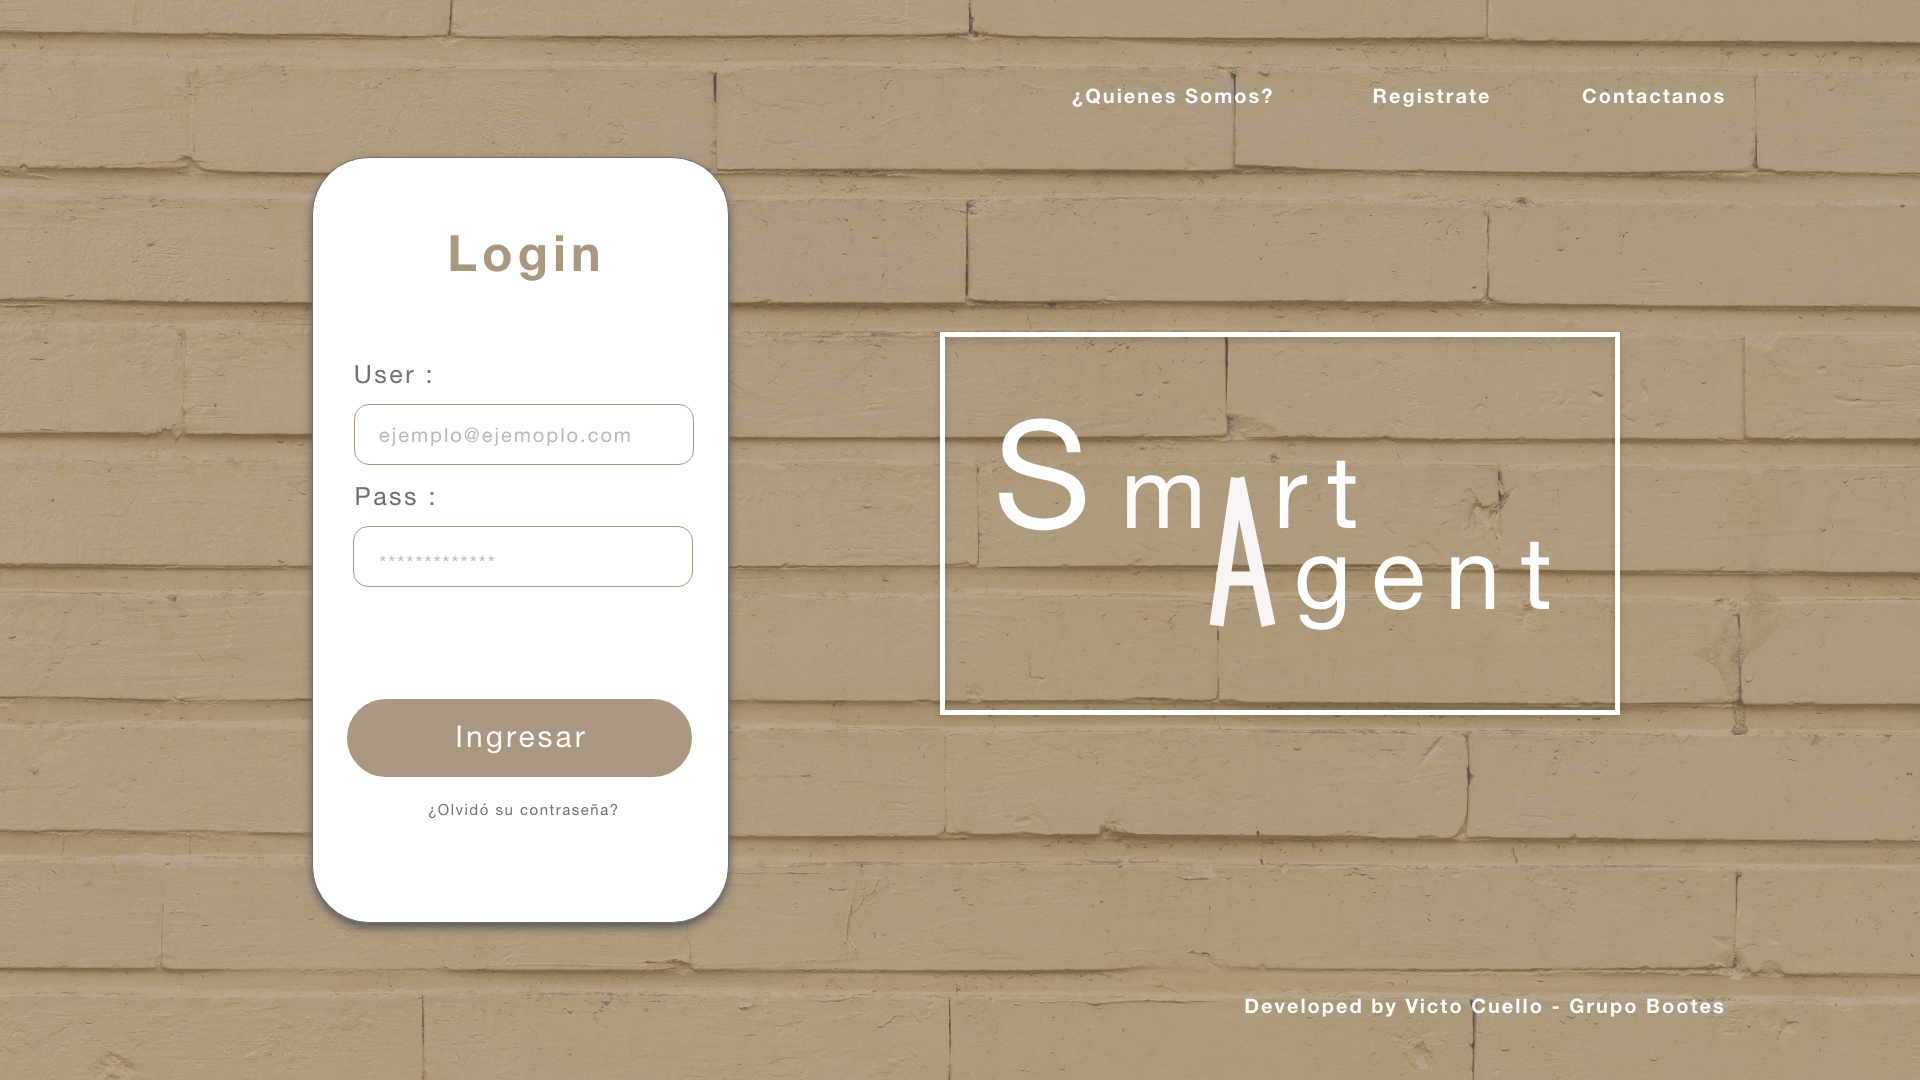 ¿Quienes Somos? Registrate Contactanos
Login
User :
ejemplo@ejemoplo.com
Pass :
*************
Ingresar
¿Olvidó su contraseña?
Smart
Agent
Developed by Victo Cuello - Grupo Bootes